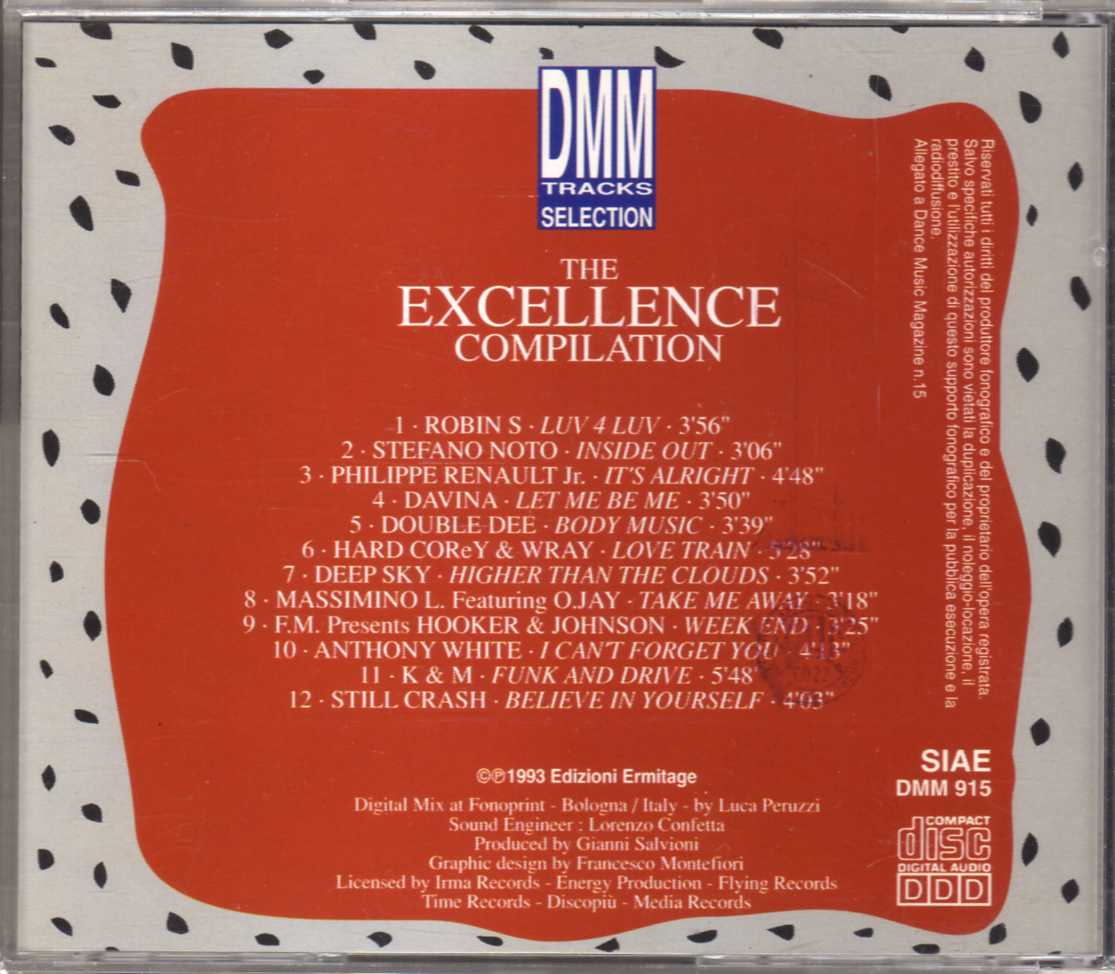 DMM
TRACKS
SELECTION
THE
EXCELLENCE
COMPILATION
1 · ROBIN S · LUV 4 LUV · 3'56"
2 · STEFANO NOTO · INSIDE OUT · 3'06"
3 · PHILIPPE RENAULT Jr. · IT'S ALRIGHT · 4'48"
4 · DAVINA · LET ME BE ME · 3'50"
5 · DOUBLE DEE · BODY MUSIC · 3'39"
6 · HARD COReY & WRAY · LOVE TRAIN · 3'28"
7 · DEEP SKY · HIGHER THAN THE CLOUDS · 3'52"
8 · MASSIMINO L. Featuring O.JAY · TAKE ME AWAY · 3'18"
9 · F.M. Presents HOOKER & JOHNSON · WEEK END · 3'25"
10 · ANTHONY WHITE · I CAN'T FORGET YOU ·
11 · K & M · FUNK AND DRIVE · 5'48"
12 · STILL CRASH · BELIEVE IN YOURSELF · 4'03"
©℗1993 Edizioni Ermitage
Digital Mix at Fonoprint - Bologna / Italy - by Luca Peruzzi
Sound Engineer : Lorenzo Confetta
Produced by Gianni Salvioni
Graphic design by Francesco Montefiori
Licensed by Irma Records - Energy Production - Flying Records
Time Records - Discopiù - Media Records
Riservati tutti i diritti del produttore fonografico e del proprietario dell'opera registrata.
Salvo specifiche autorizzazioni sono vietati la duplicazione, il noleggio-locazione, il
prestito e l'utilizzazione di questo supporto fonografico per la pubblica esecuzione e la
radiodiffusione.
Allegato a Dance Music Magazine n.15
SIAE
DMM 915
COMPACT
disc
DIGITAL AUDIO
DDD